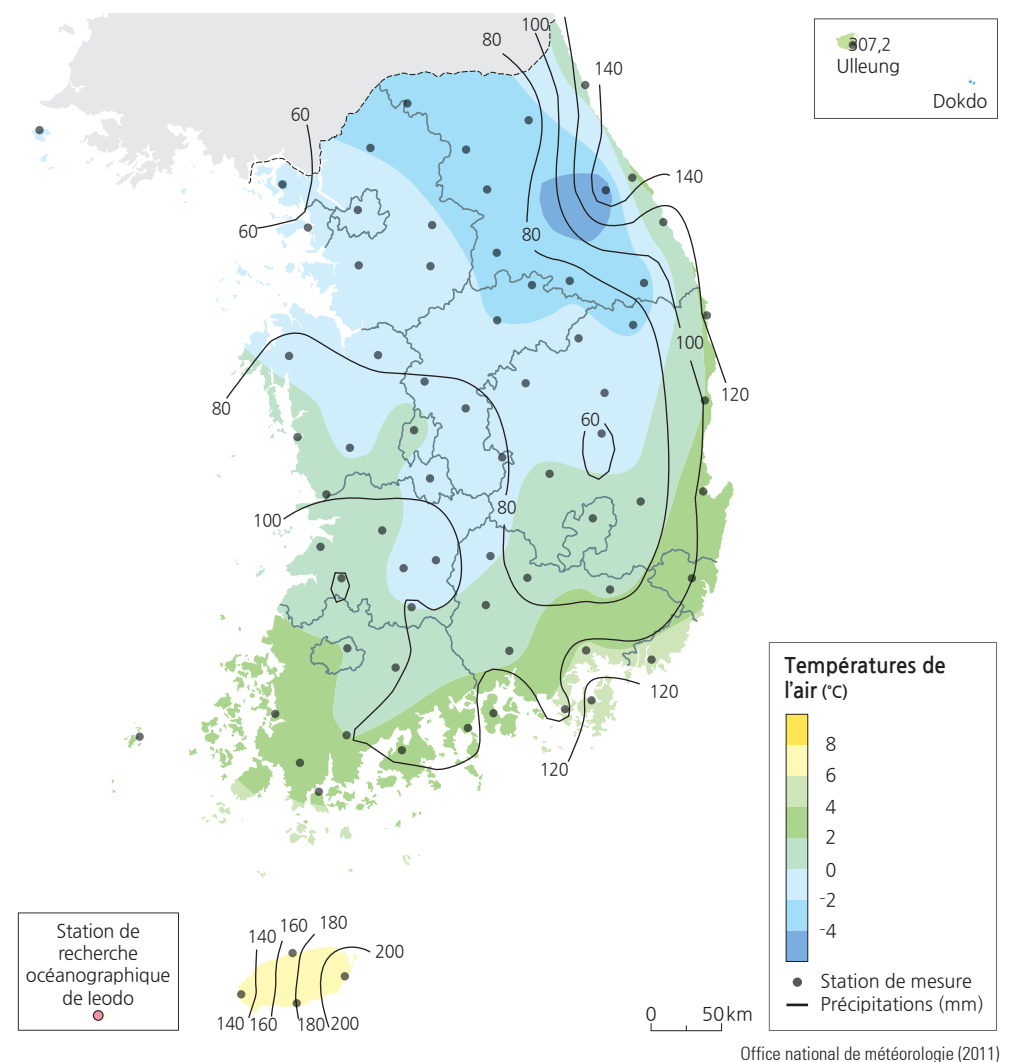 100
80
140
60
307,2
Ulleung
Dokdo
140
60
80
100
120
80
60
80
100
120
120
Températures de
l'air (°C)
8
6
4
2
0
-2
-4
Station de mesure
Précipitations (mm)
Station de
recherche
océanographique
de Ieodo
140
160
180
200
140 160 180 200
0 50 km
Office national de météorologie (2011)